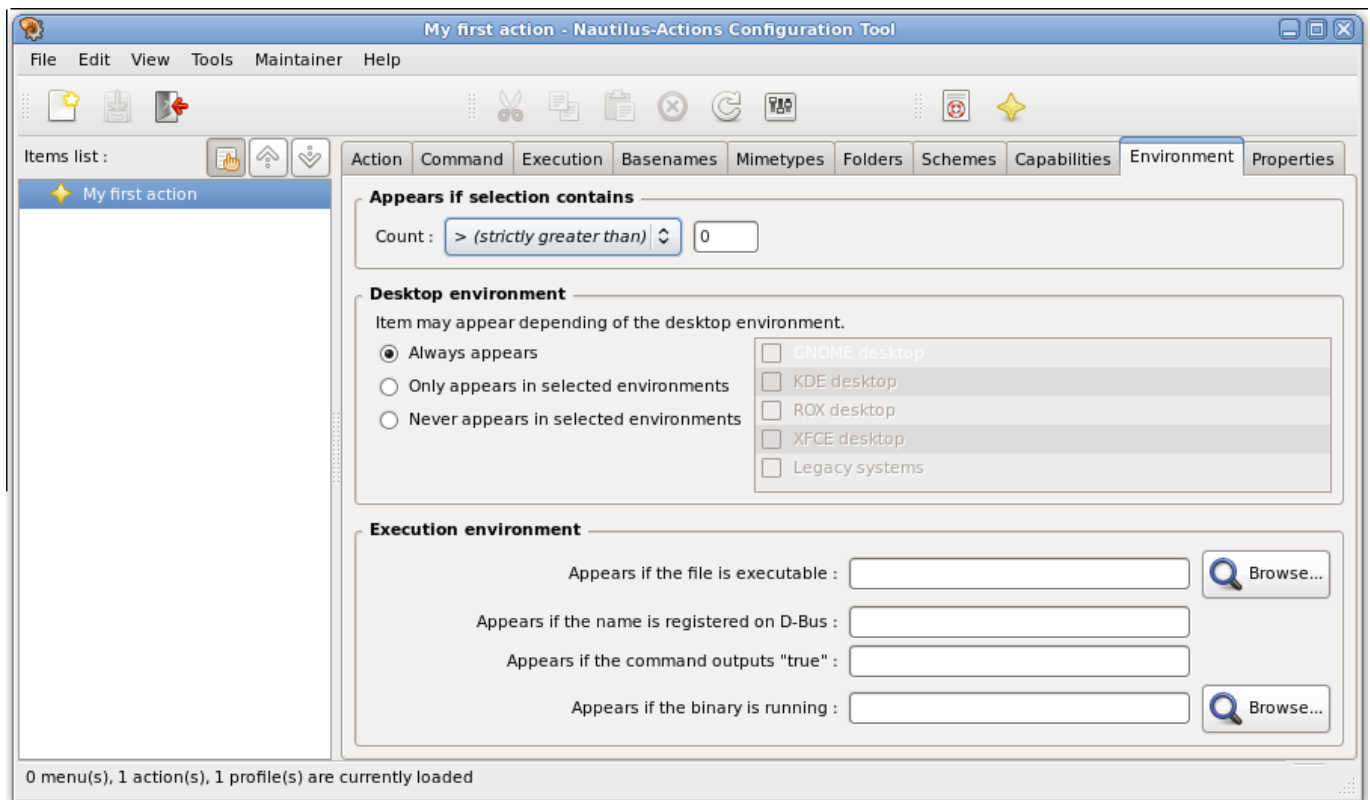 My first action - Nautilus-Actions Configuration Tool
File Edit View Tools Maintainer Help
Items list :
My first action
Action Command Execution Basenames Mimetypes Folders Schemes Capabilities Environment Properties
Appears if selection contains
Count : > (strictly greater than) 0
Desktop environment
Item may appear depending of the desktop environment.
Always appears
Only appears in selected environments
Never appears in selected environments
GNOME desktop
KDE desktop
ROX desktop
XFCE desktop
Legacy systems
Execution environment
Appears if the file is executable : Browse...
Appears if the name is registered on D-Bus :
Appears if the command outputs "true" :
Appears if the binary is running : Browse...
0 menu(s), 1 action(s), 1 profile(s) are currently loaded